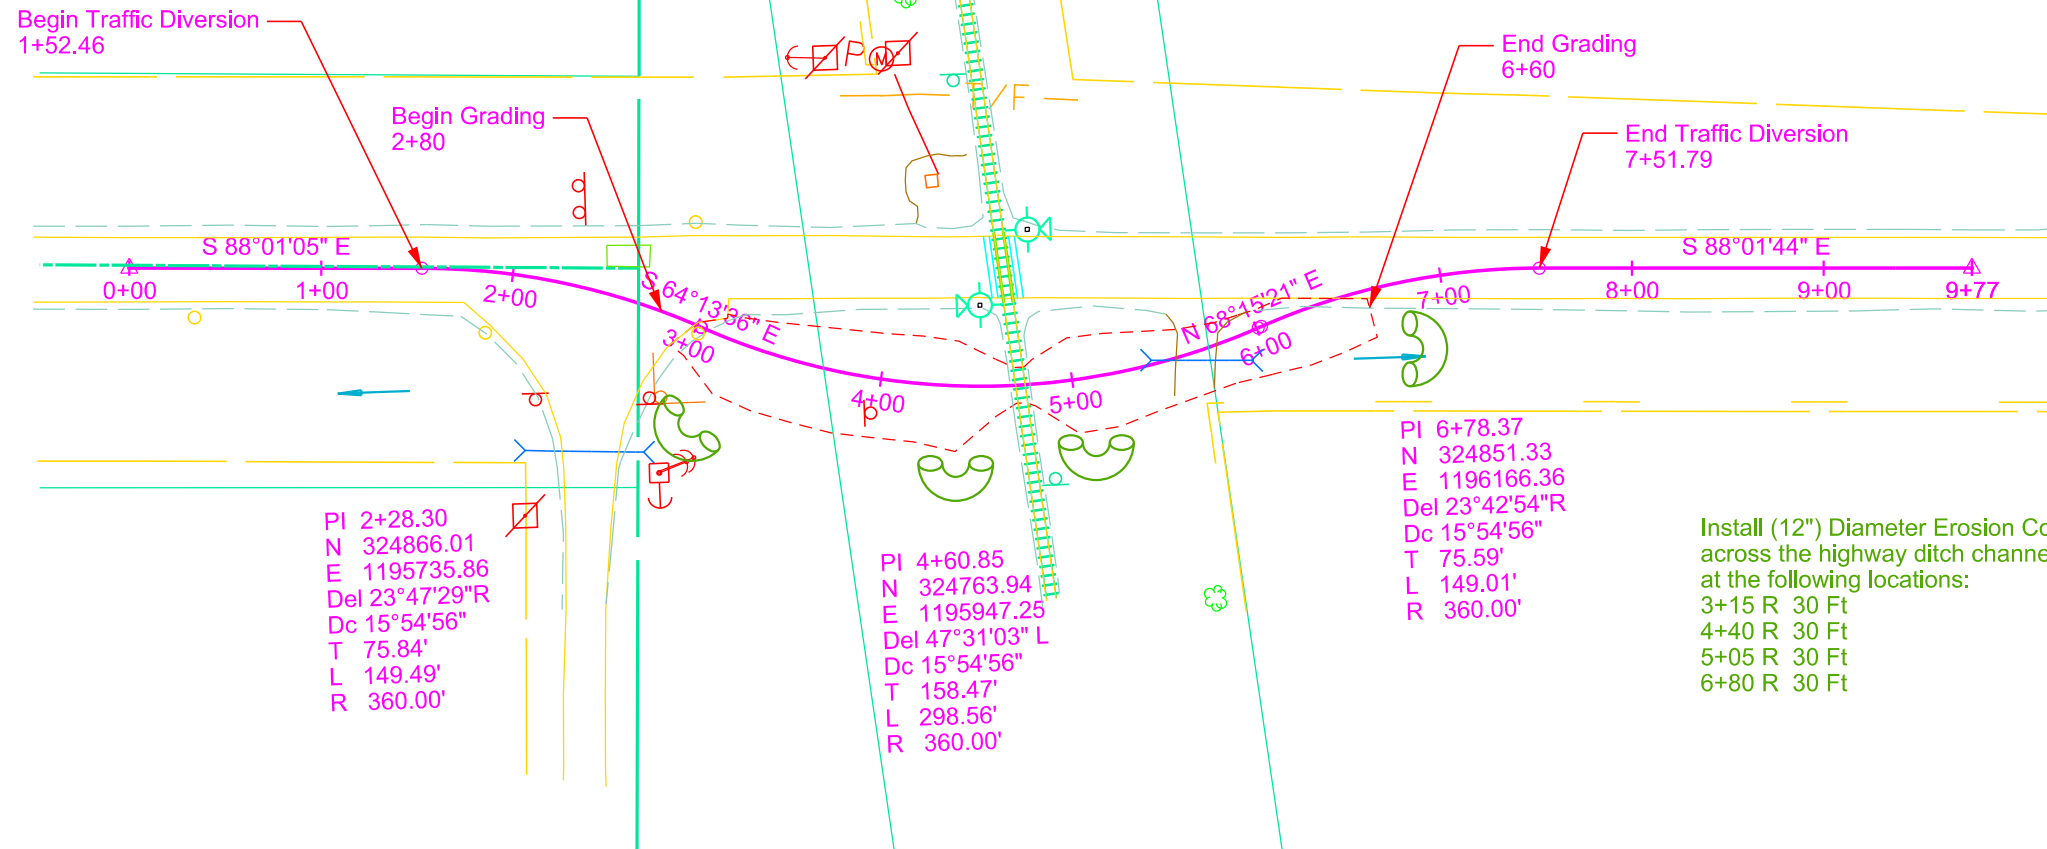 Begin Traffic Diversion
1+52.46
Begin Grading
2+80
End Grading
6+60
End Traffic Diversion
7+51.79
P
M
F
S 88°01'05" E
S 64°13'36" E
N 68°15'21" E
S 88°01'44" E
0+00
1+00
2+00
3+00
4+00
5+00
6+00
7+00
8+00
9+00
9+77
PI 2+28.30
N 324866.01
E 1195735.86
Del 23°47'29"R
Dc 15°54'56"
T 75.84'
L 149.49'
R 360.00'
PI 4+60.85
N 324763.94
E 1195947.25
Del 47°31'03" L
Dc 15°54'56"
T 158.47'
L 298.56'
R 360.00'
PI 6+78.37
N 324851.33
E 1196166.36
Del 23°42'54"R
Dc 15°54'56"
T 75.59'
L 149.01'
R 360.00'
Install (12") Diameter Erosion Co
across the highway ditch channe
at the following locations:
3+15 R 30 Ft
4+40 R 30 Ft
5+05 R 30 Ft
6+80 R 30 Ft